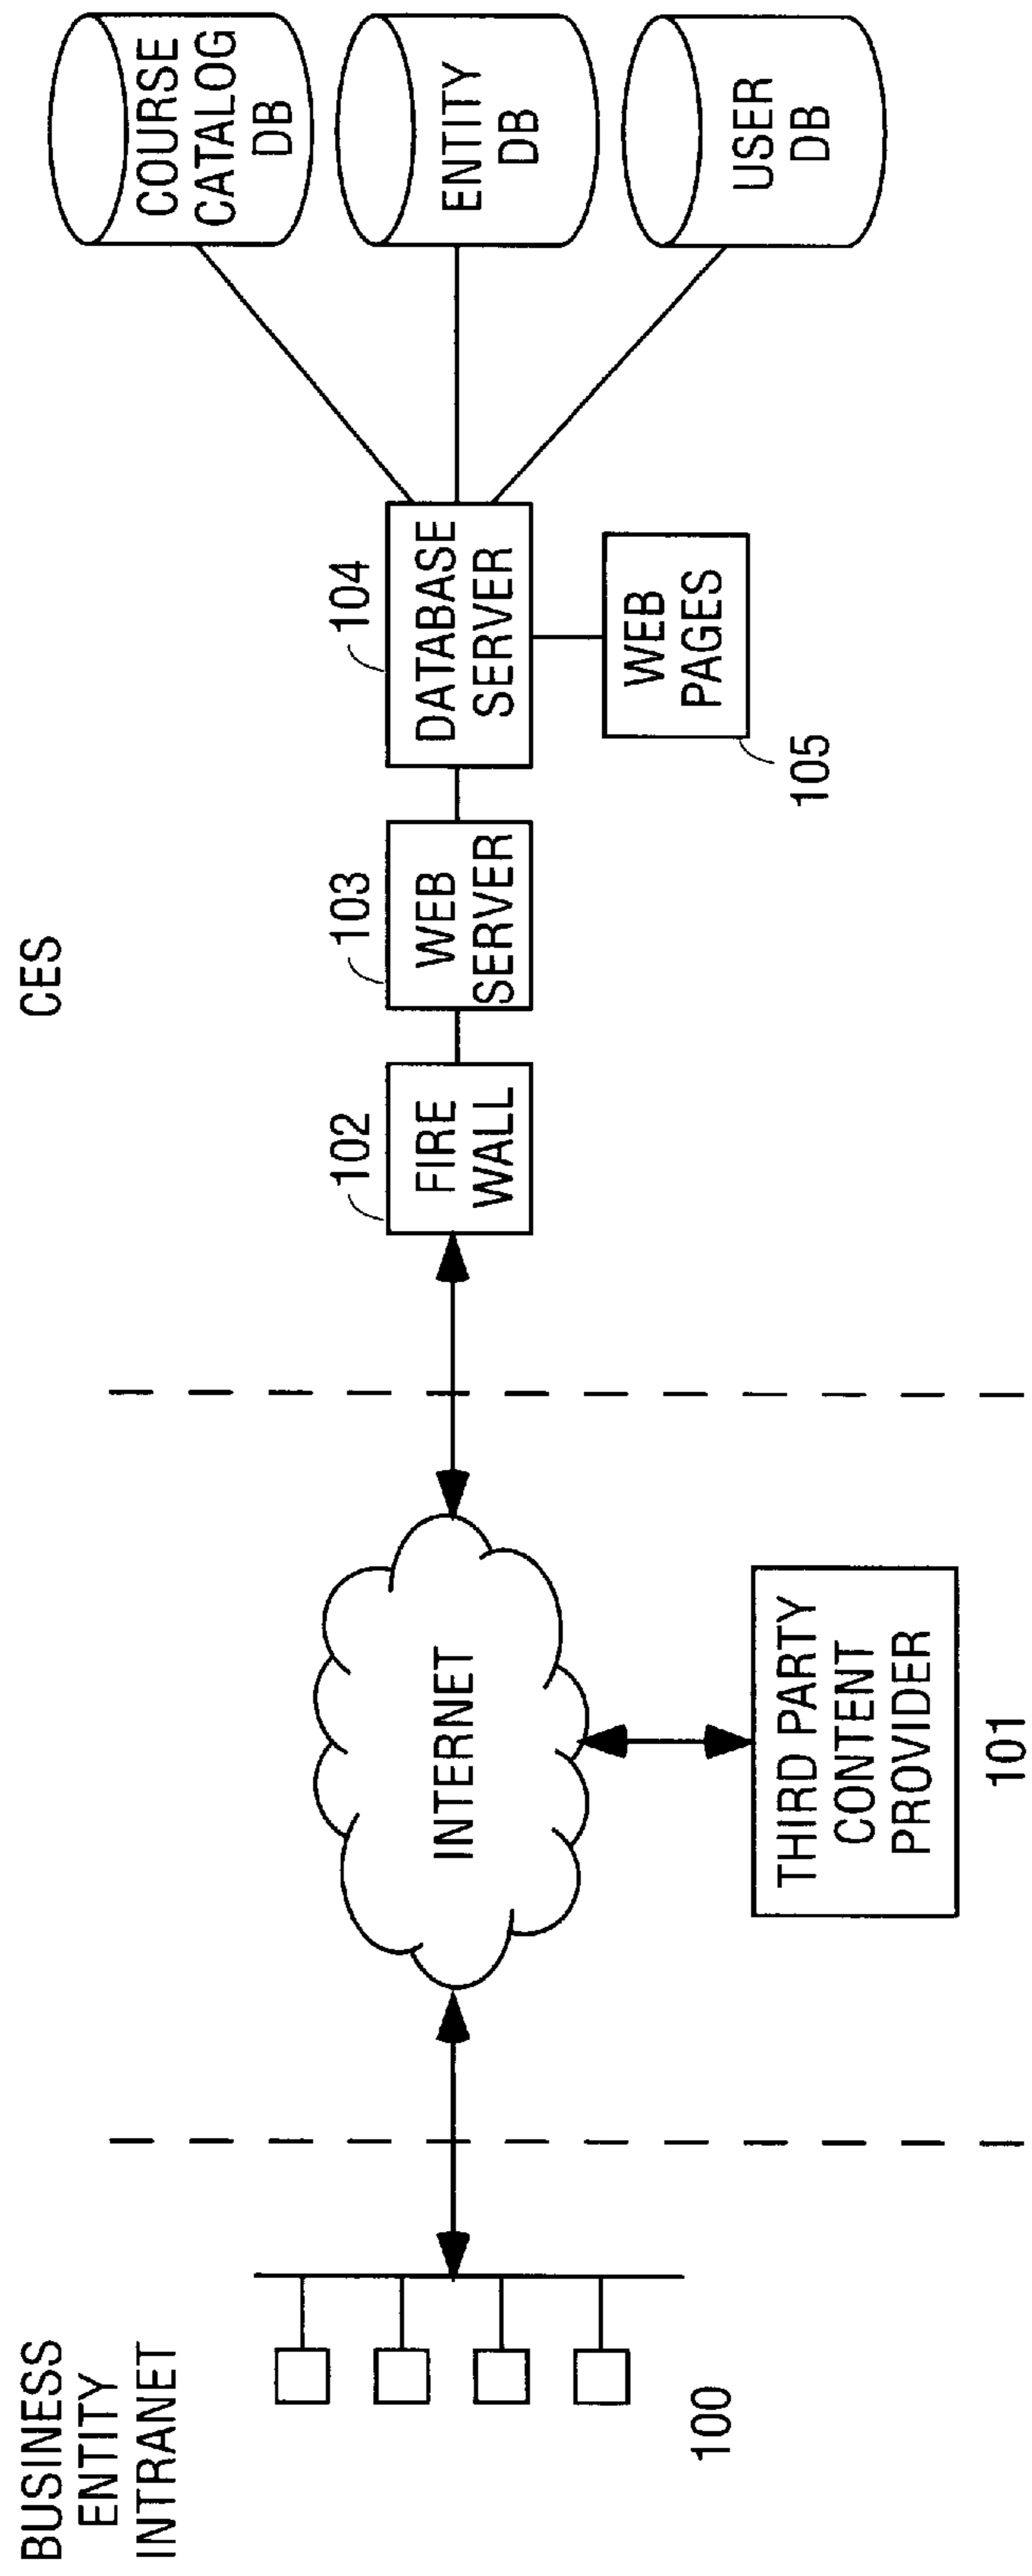 BUSINESS
ENTITY
INTRANET
100
INTERNET
THIRD PARTY
CONTENT
PROVIDER
101
CES
102
FIRE
WALL
103
WEB
SERVER
104
DATABASE
SERVER
WEB
PAGES
105
COURSE
CATALOG
DB
ENTITY
DB
USER
DB